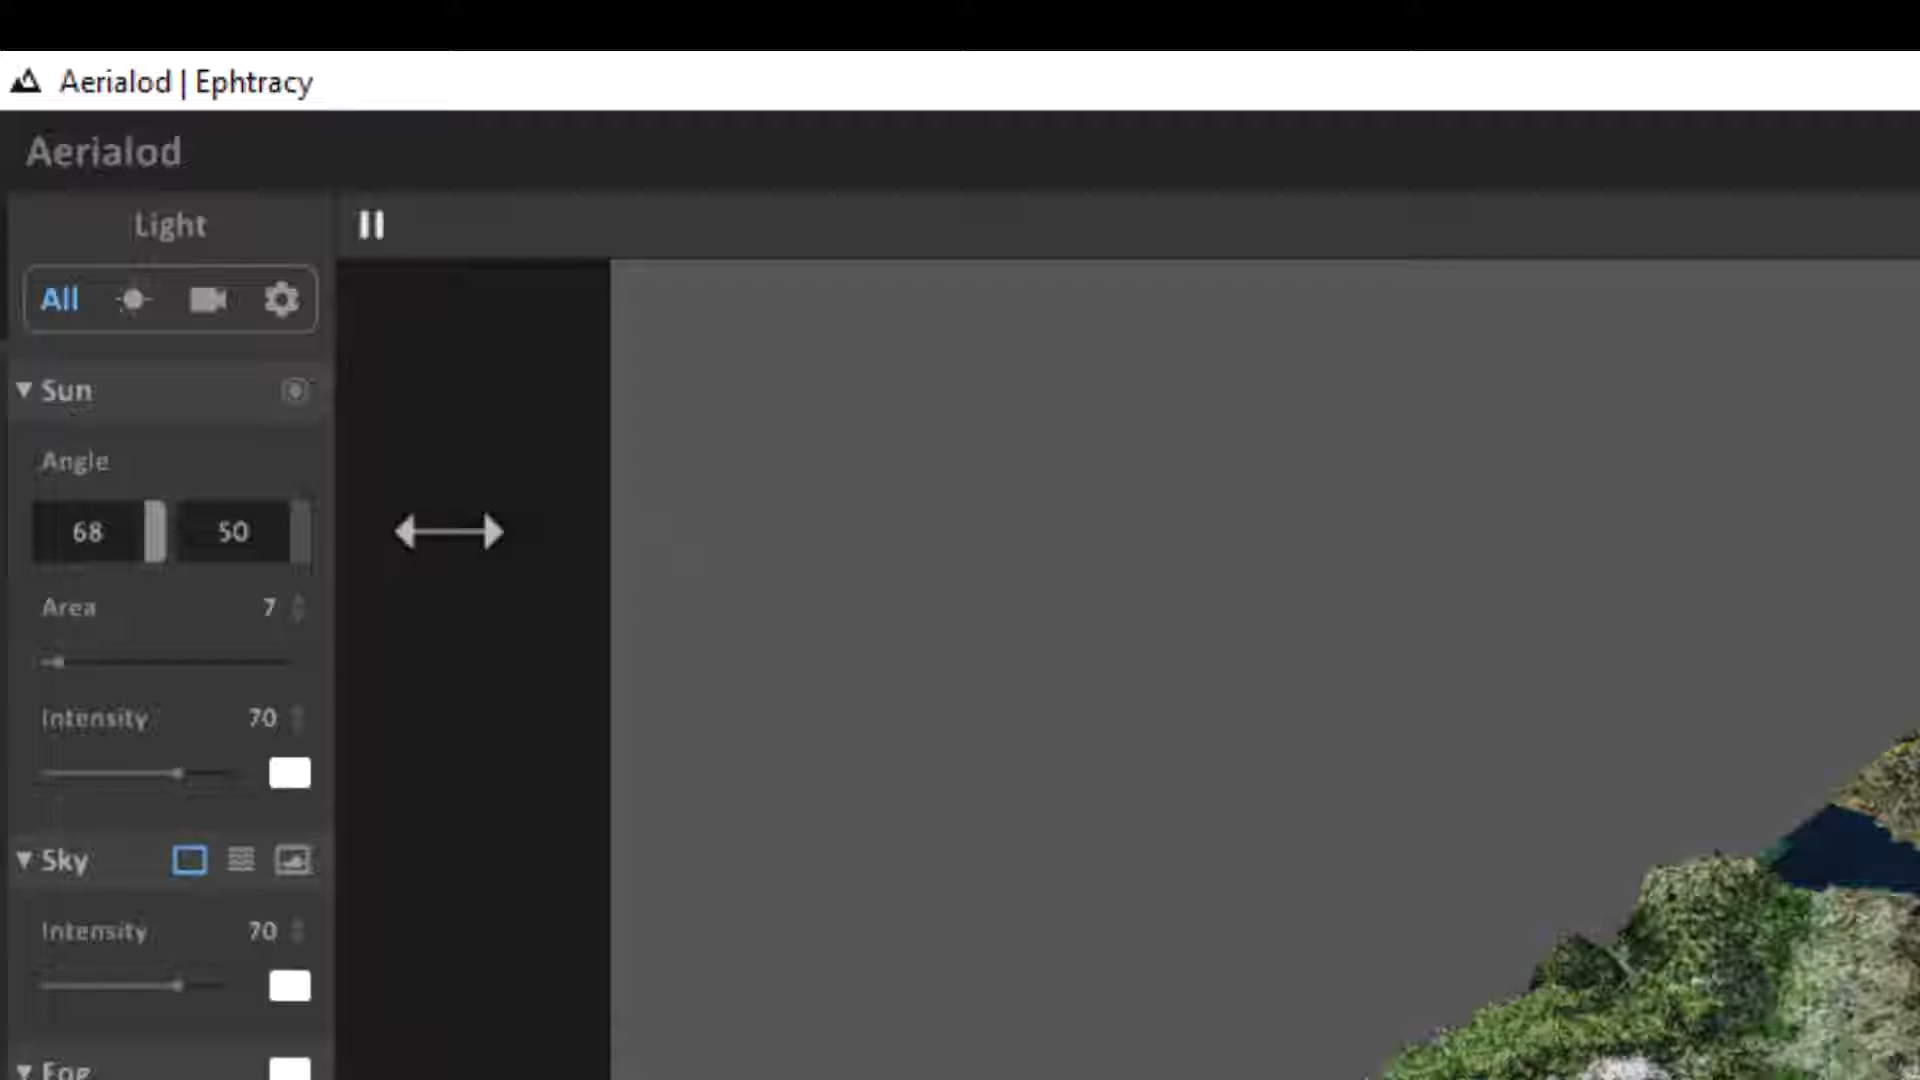 Aerialod | Ephtracy
Aerialod
Light
All
Sun
Angle
68 50
Area 7
Intensity 70
Sky
Intensity 70
Fog